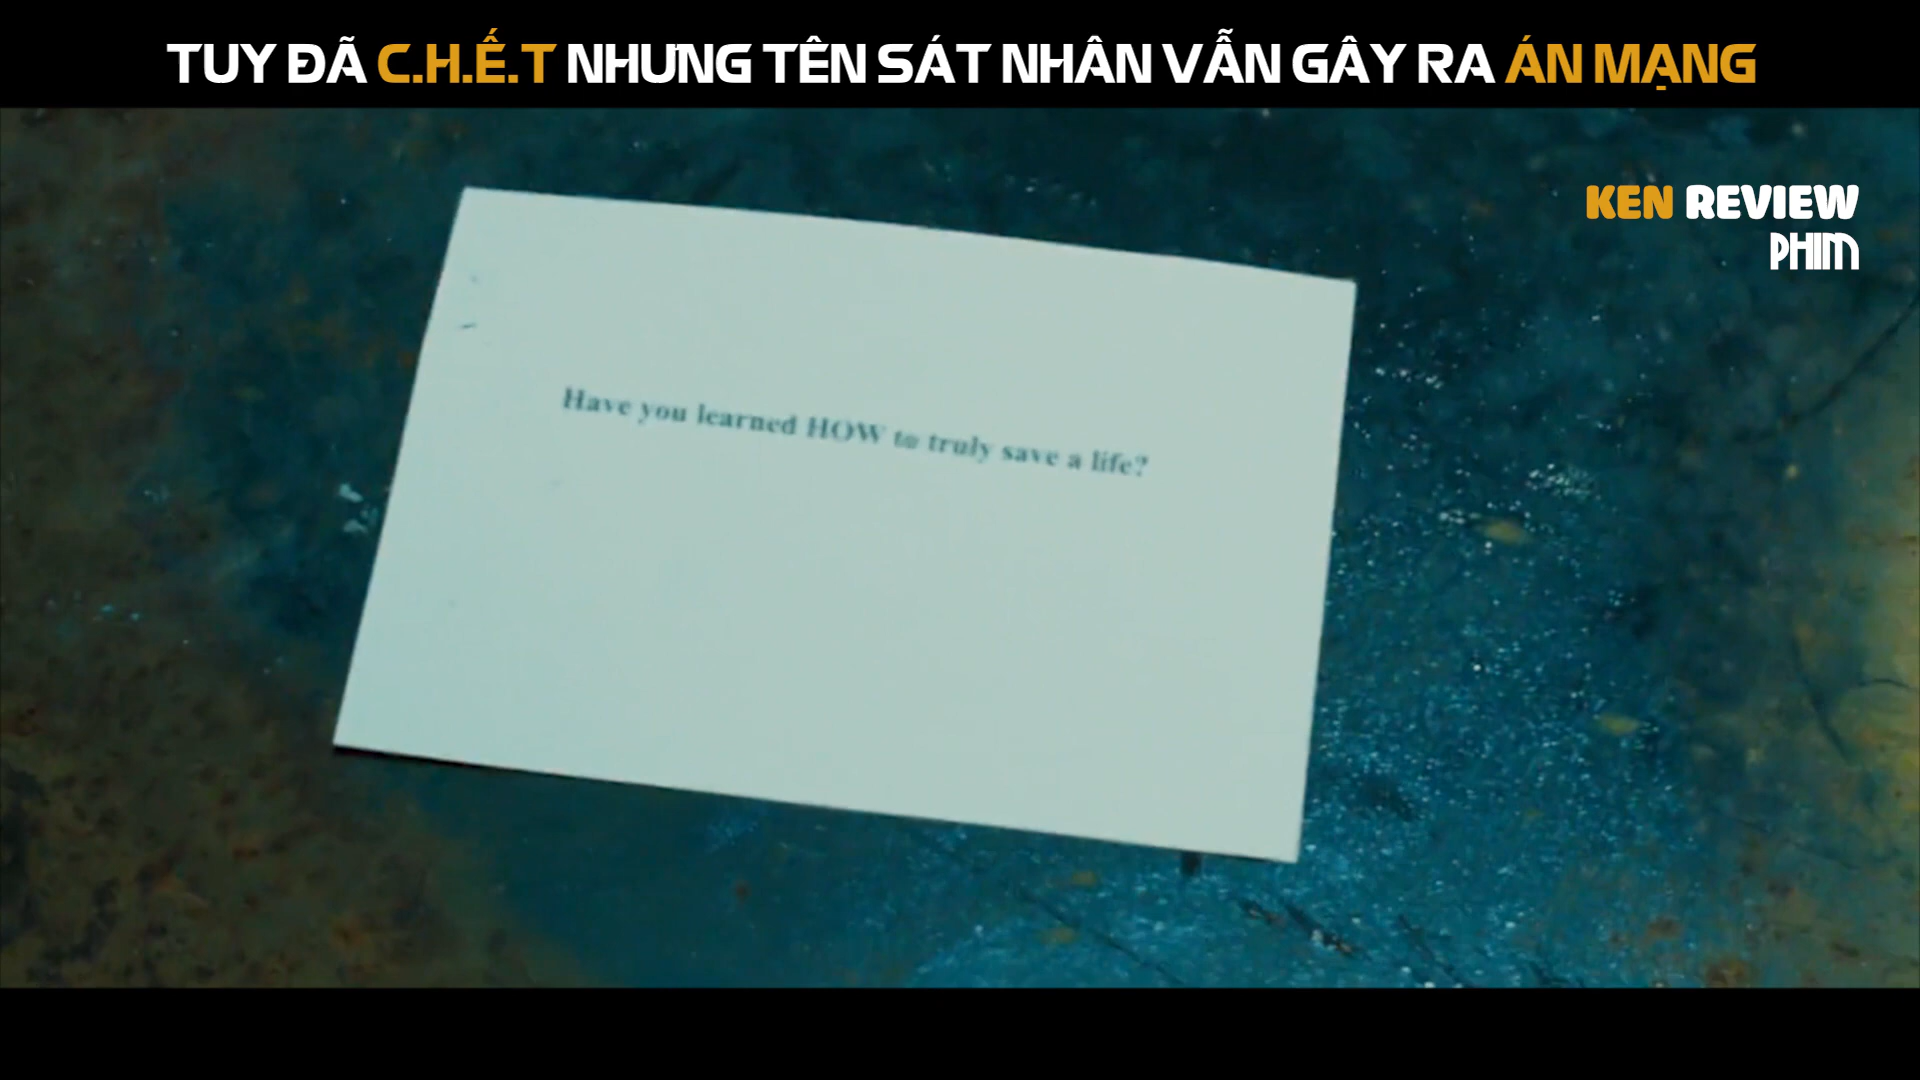 TUY ĐÃ C.H.Ế.T NHƯNG TÊN SÁT NHÂN VẪN GÂY RA ÁN MẠNG
KEN REVIEW
PHIM
Have you learned HOW to truly save a life?